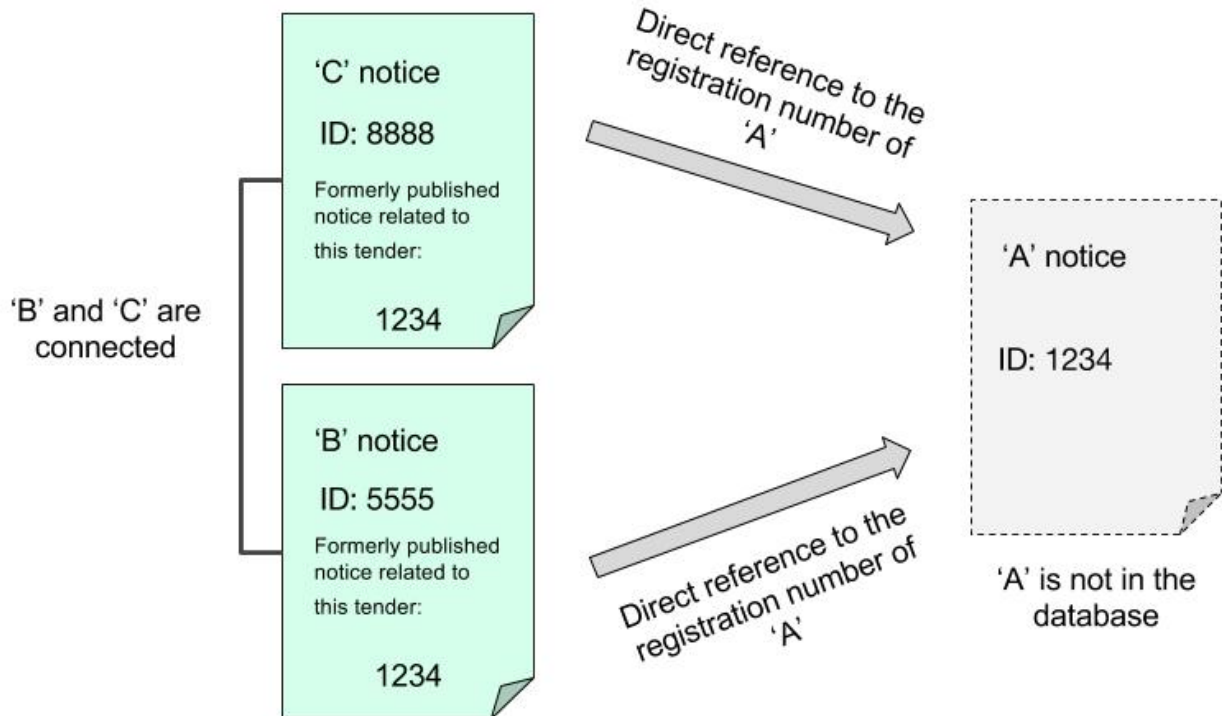 ‘C’ notice
ID: 8888
Formerly published
notice related to
this tender:
1234
Direct reference to the
registration number of
‘A’
‘A’ notice
ID: 1234
‘B’ and ‘C’ are
connected
‘B’ notice
ID: 5555
Formerly published
notice related to
this tender:
1234
Direct reference to the
registration number of
‘A’
‘A’ is not in the
database